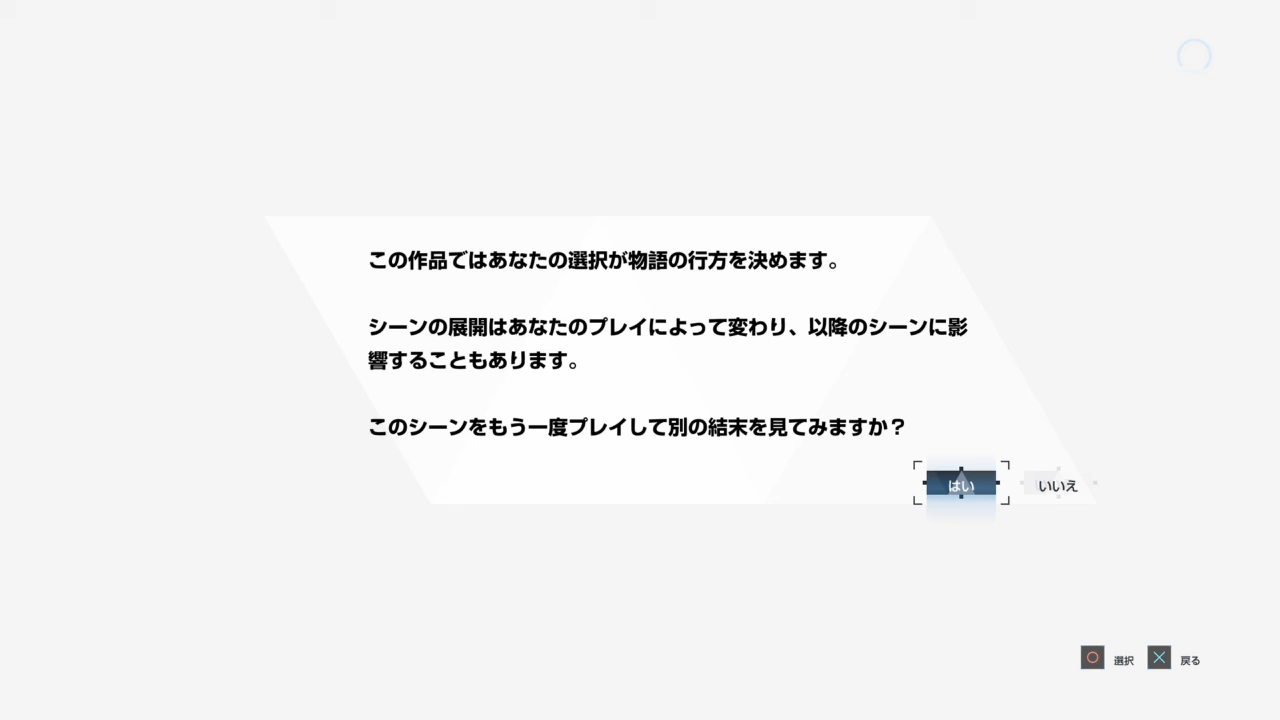 この作品ではあなたの選択が物語の行方を決めます。
シーンの展開はあなたのプレイによって変わり、以降のシーンに影
響することもあります。
このシーンをもう一度プレイして別の結末を見てみますか？
はい いいえ
選択 戻る